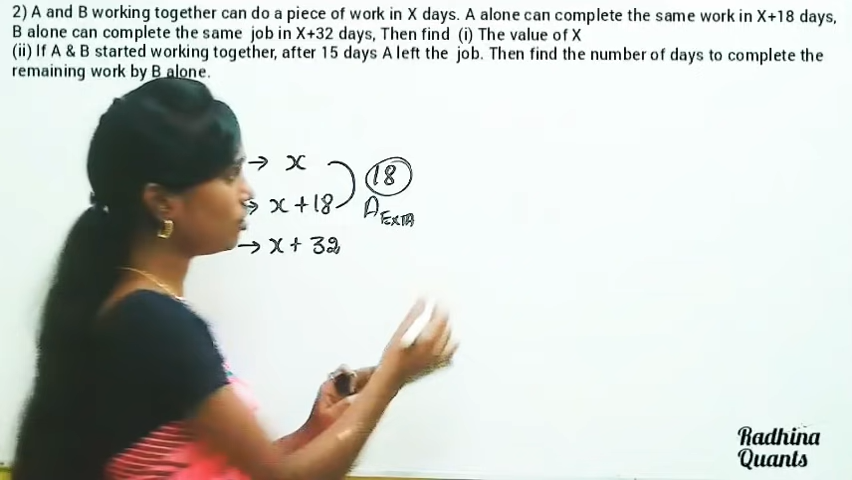 2) A and B working together can do a piece of work in X days. A alone can complete the same work in X+18 days,
B alone can complete the same job in X+32 days, Then find (i) The value of X
(ii) If A & B started working together, after 15 days A left the job. Then find the number of days to complete the
remaining work by B alone.
→ x
18
→ x + 18
A EXTRA
→ x + 32
Radhina
Quants